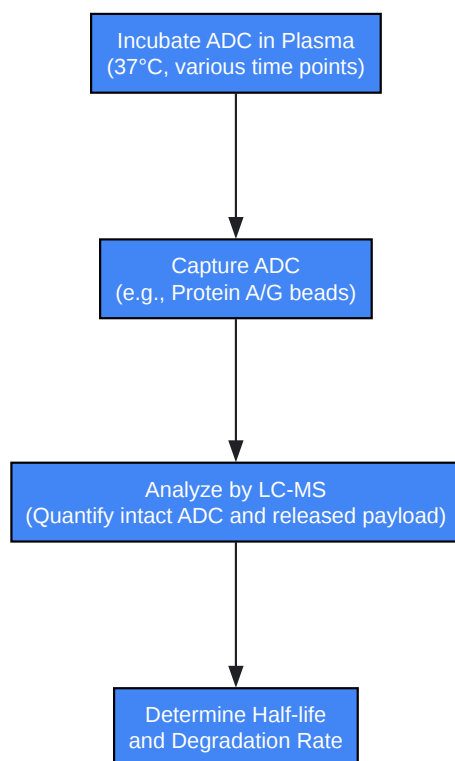 Incubate ADC in Plasma
(37°C, various time points)
Capture ADC
(e.g., Protein A/G beads)
Analyze by LC-MS
(Quantify intact ADC and released payload)
Determine Half-life
and Degradation Rate